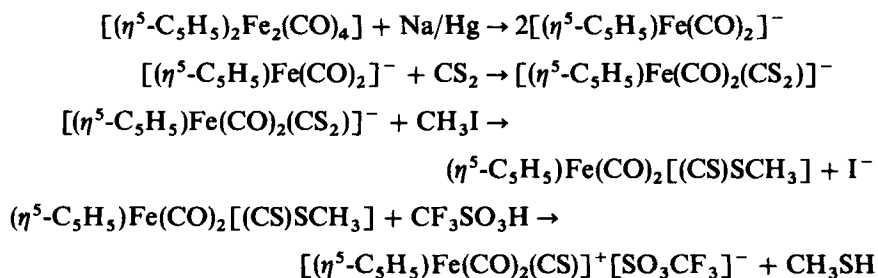 [(η⁵-C₅H₅)₂Fe₂(CO)₄] + Na/Hg → 2[(η⁵-C₅H₅)Fe(CO)₂]⁻
[(η⁵-C₅H₅)Fe(CO)₂]⁻ + CS₂ → [(η⁵-C₅H₅)Fe(CO)₂(CS₂)]⁻
[(η⁵-C₅H₅)Fe(CO)₂(CS₂)]⁻ + CH₃I →
(η⁵-C₅H₅)Fe(CO)₂[(CS)SCH₃] + I⁻
(η⁵-C₅H₅)Fe(CO)₂[(CS)SCH₃] + CF₃SO₃H →
[(η⁵-C₅H₅)Fe(CO)₂(CS)]⁺[SO₃CF₃]⁻ + CH₃SH